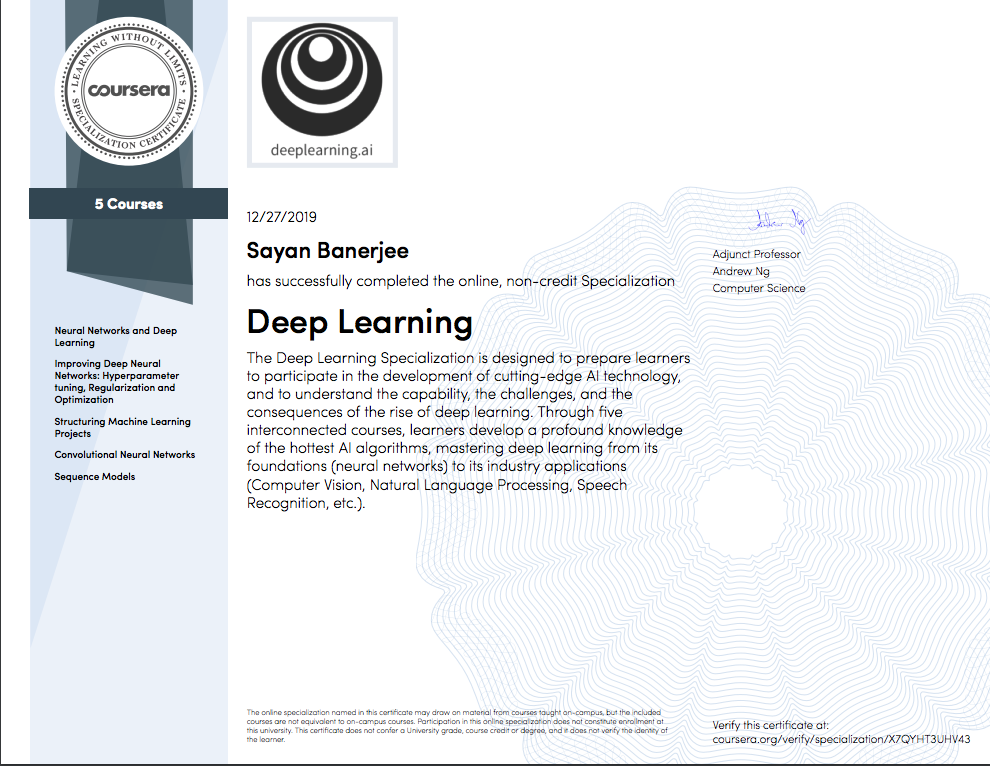 LEARNING WITHOUT LIMITS
coursera
SPECIALIZATION CERTIFICATE
deeplearning.ai
5 Courses
Neural Networks and Deep
Learning
Improving Deep Neural
Networks: Hyperparameter
tuning, Regularization and
Optimization
Structuring Machine Learning
Projects
Convolutional Neural Networks
Sequence Models
12/27/2019
Sayan Banerjee
has successfully completed the online, non-credit Specialization
Deep Learning
The Deep Learning Specialization is designed to prepare learners
to participate in the development of cutting-edge AI technology,
and to understand the capability, the challenges, and the
consequences of the rise of deep learning. Through five
interconnected courses, learners develop a profound knowledge
of the hottest AI algorithms, mastering deep learning from its
foundations (neural networks) to its industry applications
(Computer Vision, Natural Language Processing, Speech
Recognition, etc.).
Andrew Ng
Adjunct Professor
Andrew Ng
Computer Science
The online specialization named in this certificate may draw on material from courses taught on-campus, but the included
courses are not equivalent to on-campus courses. Participation in this online specialization does not constitute enrollment at
this university. This certificate does not confer a University grade, course credit or degree, and it does not verify the identity of
the learner.
Verify this certificate at:
coursera.org/verify/specialization/X7QYHT3UHV43